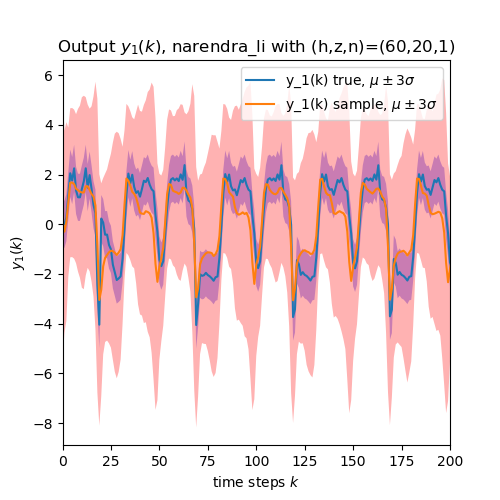 Output y₁(k), narendra_li with (h,z,n)=(60,20,1)
y_1(k) true, μ ± 3σ
y_1(k) sample, μ ± 3σ
y₁(k)
6
4
2
0
−2
−4
−6
−8
0 25 50 75 100 125 150 175 200
time steps k